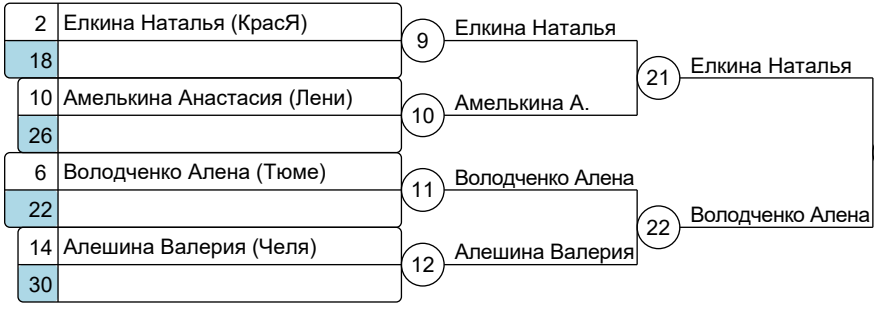 2 Елкина Наталья (КрасЯ)
9 Елкина Наталья
18
21 Елкина Наталья
10 Амелькина Анастасия (Лени)
10 Амелькина А.
26
6 Володченко Алена (Тюме)
11 Володченко Алена
22
22 Володченко Алена
14 Алешина Валерия (Челя)
12 Алешина Валерия
30